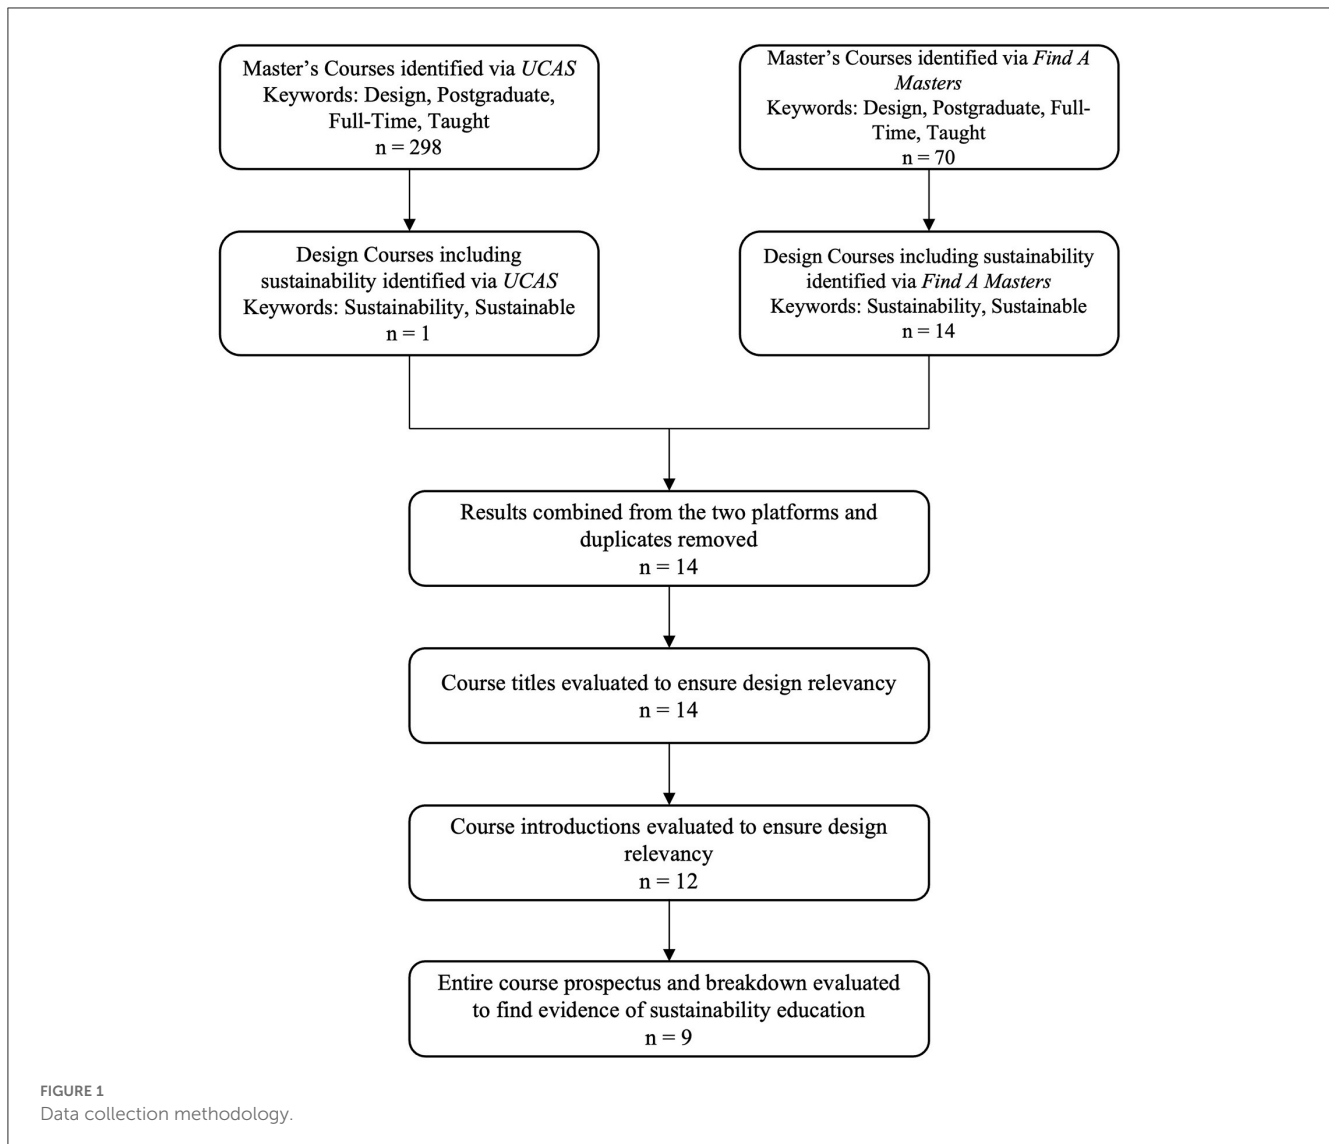 Master’s Courses identified via UCAS
Keywords: Design, Postgraduate,
Full-Time, Taught
n = 298
Master’s Courses identified via Find A
Masters
Keywords: Design, Postgraduate, Full-
Time, Taught
n = 70
Design Courses including
sustainability identified via UCAS
Keywords: Sustainability, Sustainable
n = 1
Design Courses including sustainability
identified via Find A Masters
Keywords: Sustainability, Sustainable
n = 14
Results combined from the two platforms and
duplicates removed
n = 14
Course titles evaluated to ensure design relevancy
n = 14
Course introductions evaluated to ensure design
relevancy
n = 12
Entire course prospectus and breakdown evaluated
to find evidence of sustainability education
n = 9
FIGURE 1
Data collection methodology.